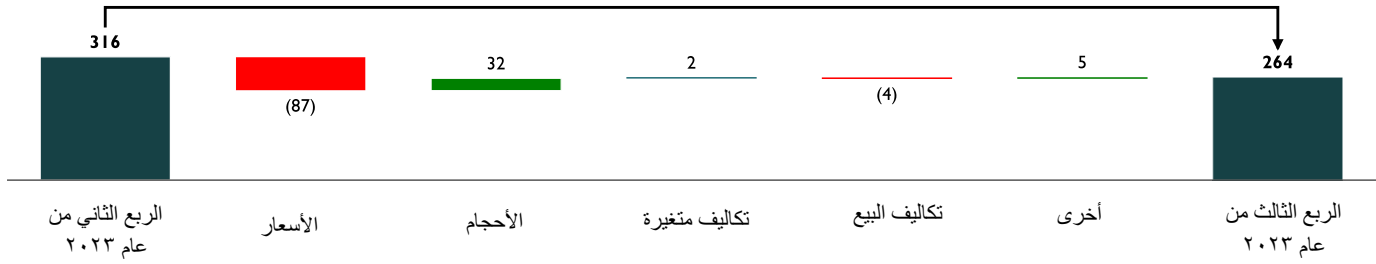 316
(87)
32
2
(4)
5
264
الربع الثاني من
عام ٢٠٢٣
الأسعار
الأحجام
تكاليف متغيرة
تكاليف البيع
أخرى
الربع الثالث من
عام ٢٠٢٣